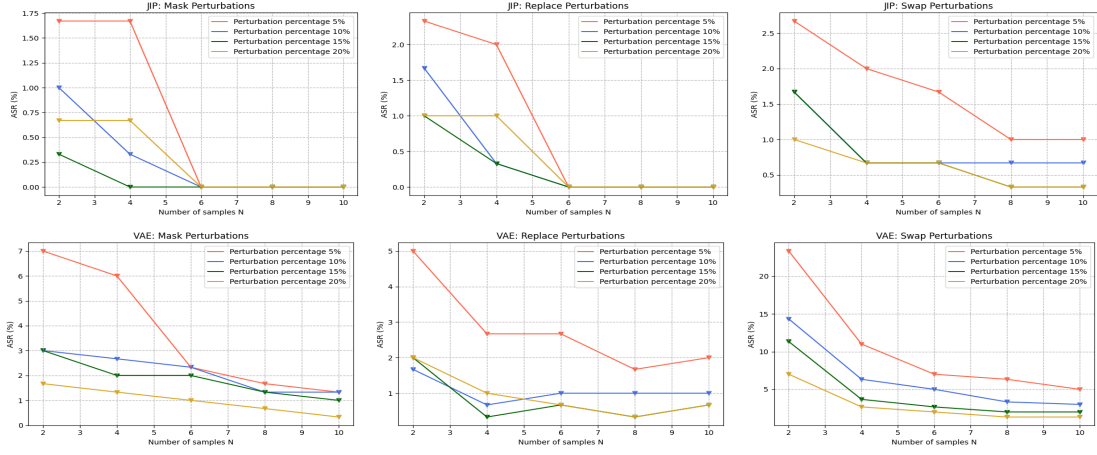 JIP: Mask Perturbations
1.75
1.50
1.25
1.00
0.75
0.50
0.25
0.00
ASR (%)
Perturbation percentage 5%
Perturbation percentage 10%
Perturbation percentage 15%
Perturbation percentage 20%
2 3 4 5 6 7 8 9 10
Number of samples N
JIP: Replace Perturbations
2.0
1.5
1.0
0.5
0.0
ASR (%)
Perturbation percentage 5%
Perturbation percentage 10%
Perturbation percentage 15%
Perturbation percentage 20%
2 3 4 5 6 7 8 9 10
Number of samples N
JIP: Swap Perturbations
2.5
2.0
1.5
1.0
0.5
ASR (%)
Perturbation percentage 5%
Perturbation percentage 10%
Perturbation percentage 15%
Perturbation percentage 20%
2 3 4 5 6 7 8 9 10
Number of samples N
VAE: Mask Perturbations
7
6
5
4
3
2
1
0
ASR (%)
Perturbation percentage 5%
Perturbation percentage 10%
Perturbation percentage 15%
Perturbation percentage 20%
2 3 4 5 6 7 8 9 10
Number of samples N
VAE: Replace Perturbations
5
4
3
2
1
ASR (%)
Perturbation percentage 5%
Perturbation percentage 10%
Perturbation percentage 15%
Perturbation percentage 20%
2 3 4 5 6 7 8 9 10
Number of samples N
VAE: Swap Perturbations
20
15
10
5
ASR (%)
Perturbation percentage 5%
Perturbation percentage 10%
Perturbation percentage 15%
Perturbation percentage 20%
2 3 4 5 6 7 8 9 10
Number of samples N